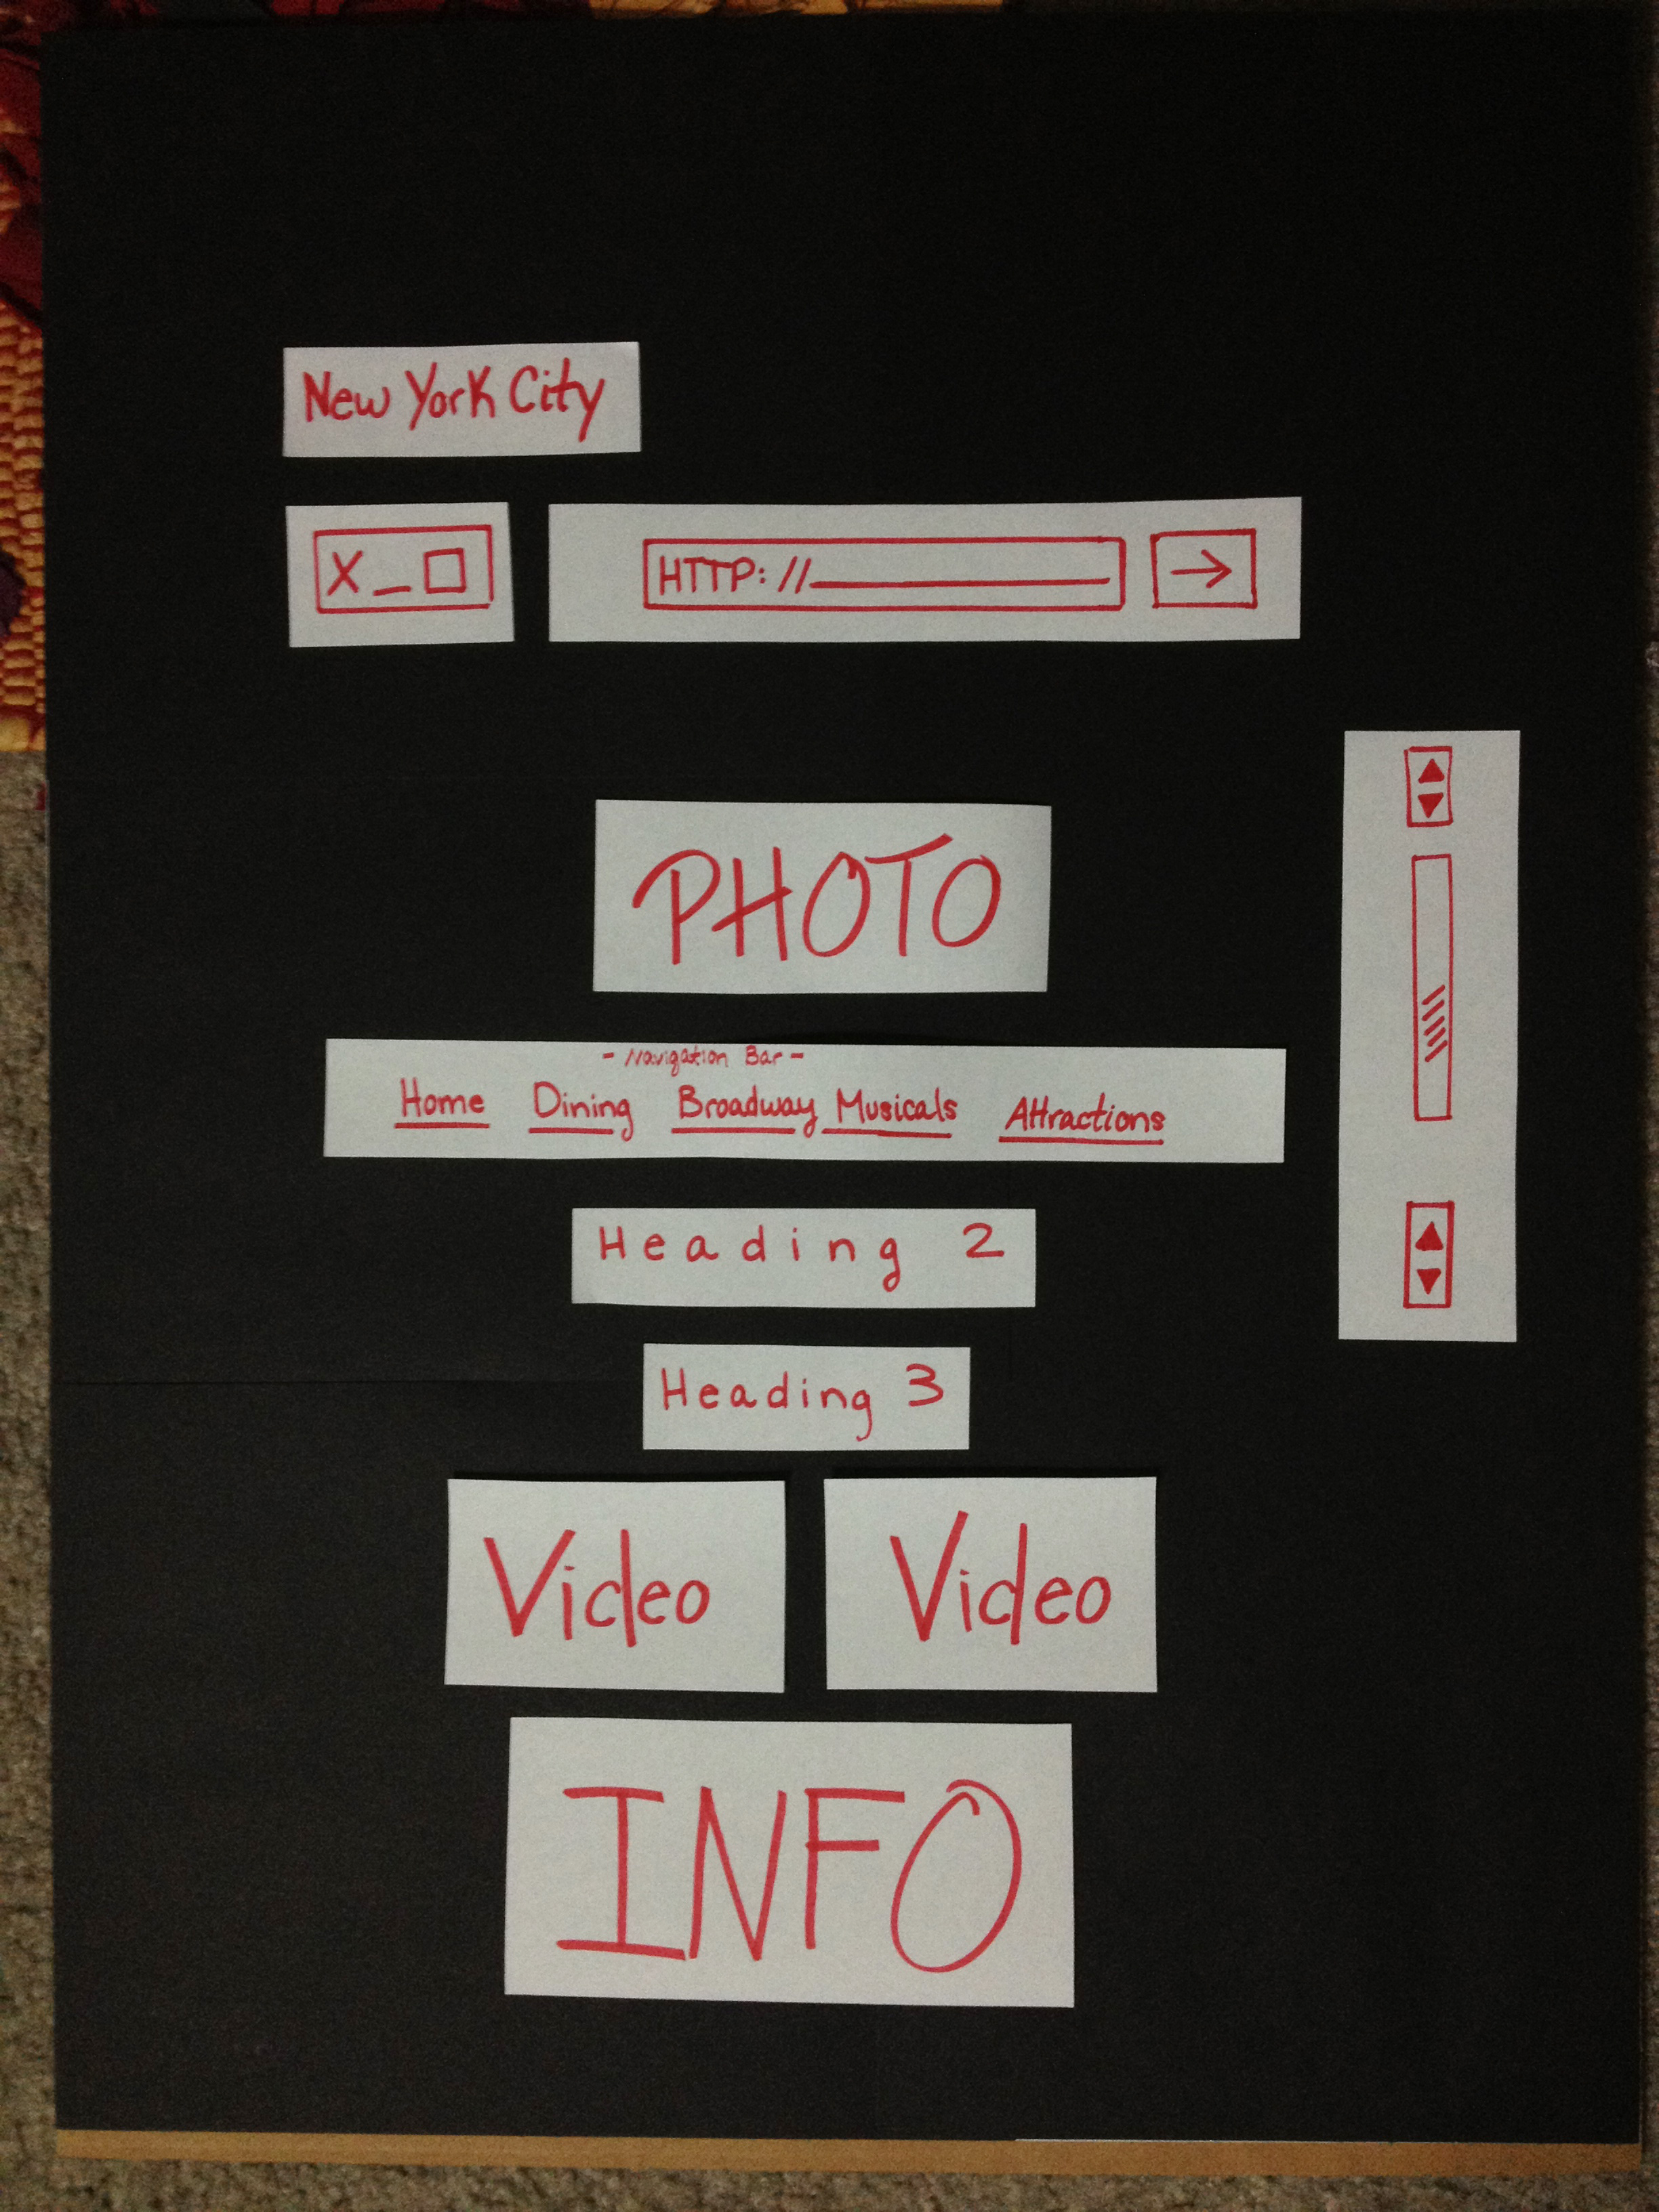 New York City
X _ □
HTTP://__________ →
PHOTO
- Navigation Bar -
Home Dining Broadway Musicals Attractions
Heading 2
Heading 3
Video Video
INFO